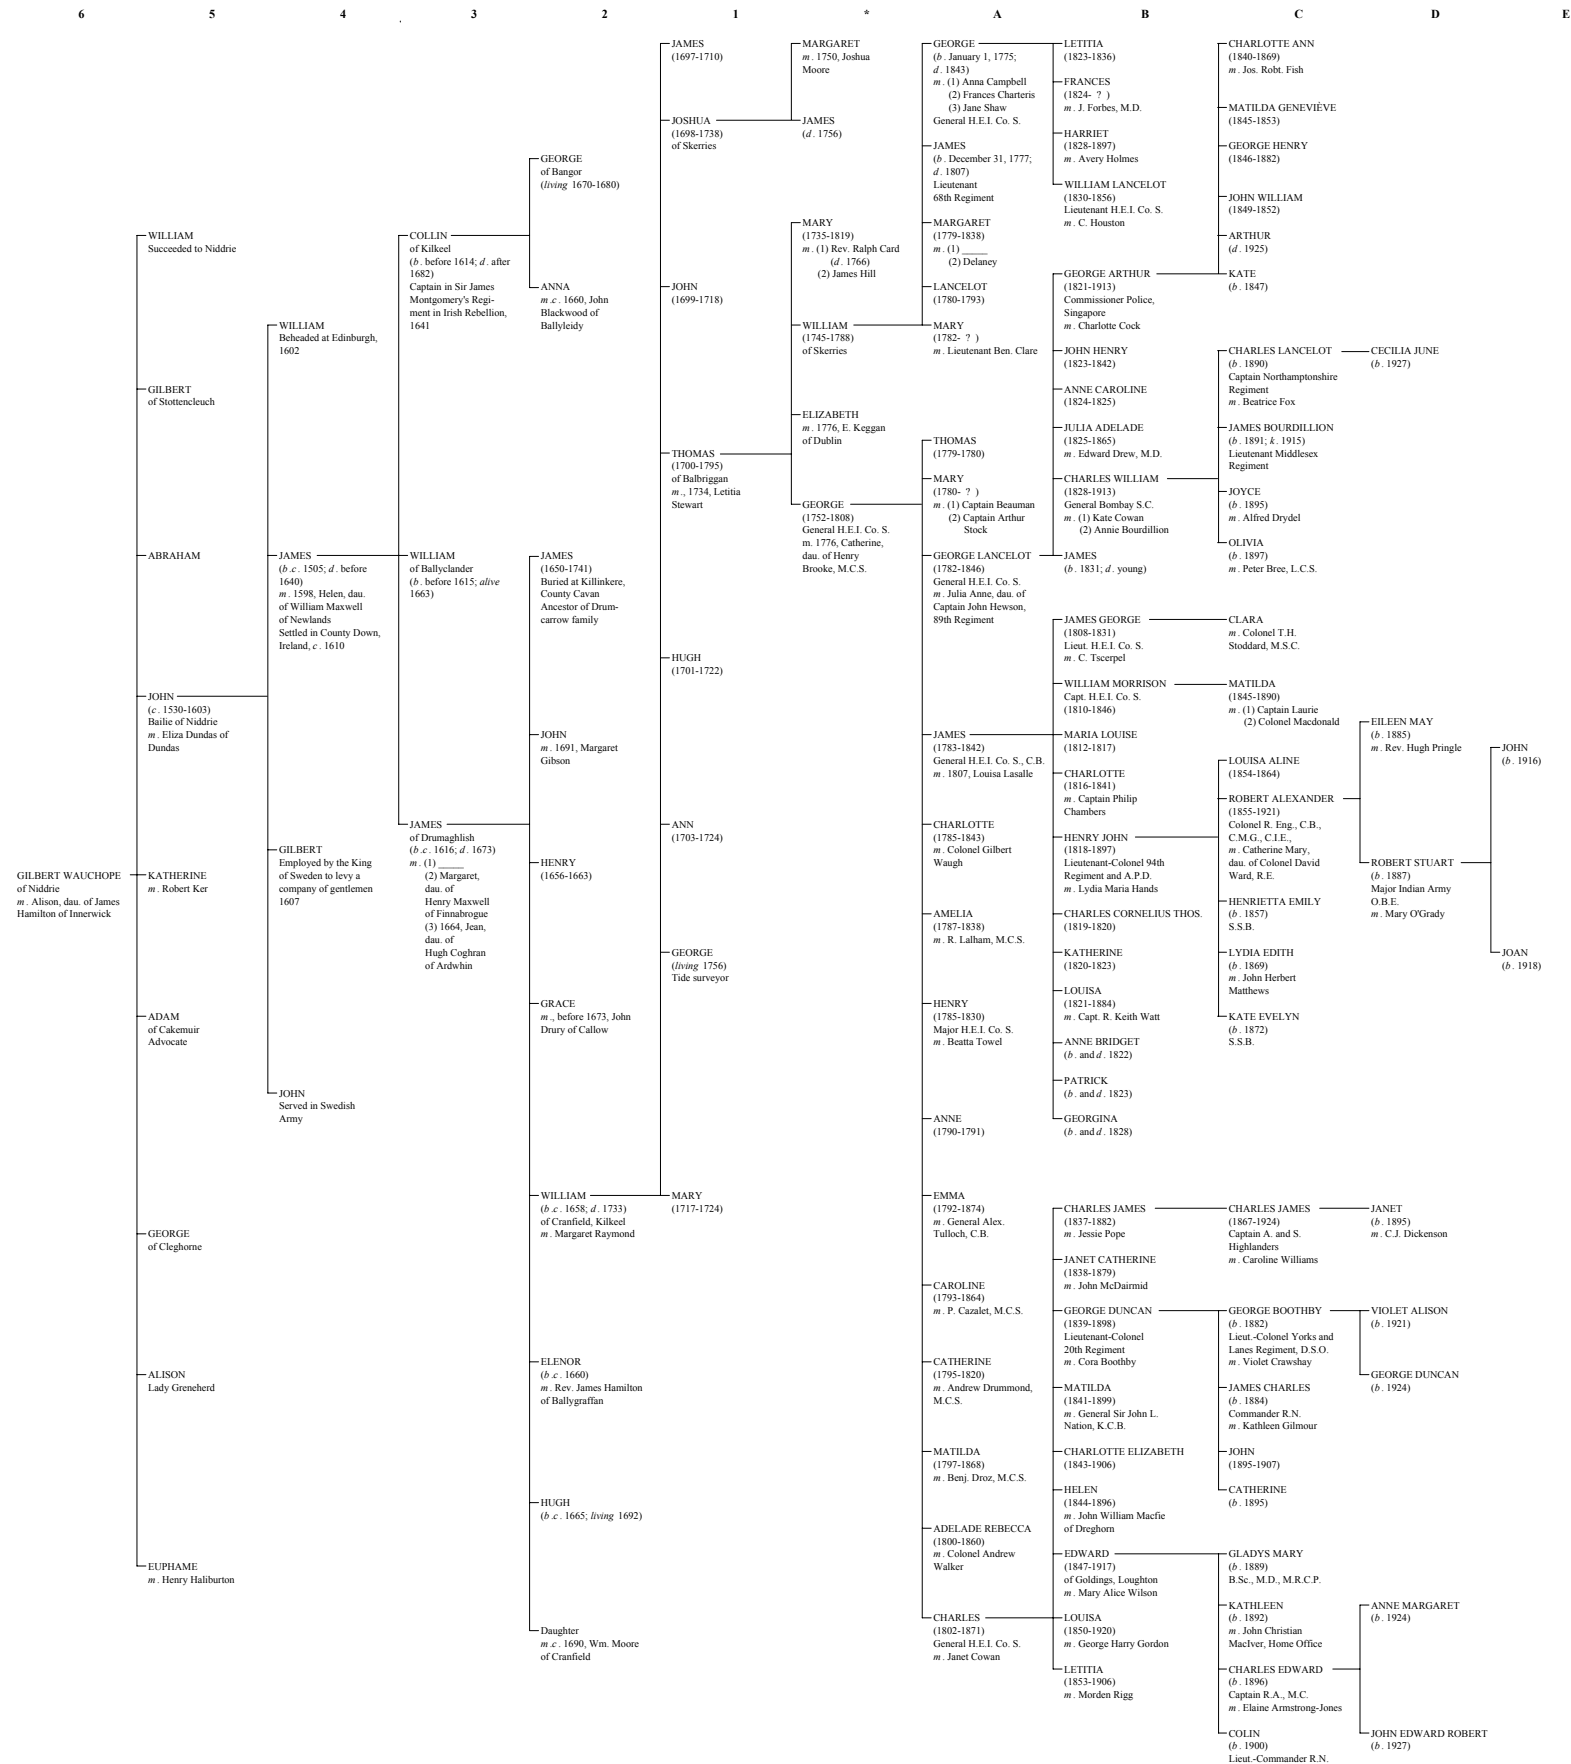 6 5 4 3 2 1 * A B C D E
GILBERT WAUCHOPE
of Niddrie
m. Alison, dau. of James
Hamilton of Innerwick
WILLIAM
Succeeded to Niddrie
GILBERT
of Stottencleuch
ABRAHAM
JOHN
(c. 1530-1603)
Bailie of Niddrie
m. Eliza Dundas of
Dundas
KATHERINE
m. Robert Ker
ADAM
of Cakemuir
Advocate
GEORGE
of Cleghorne
ALISON
Lady Greneherd
EUPHAME
m. Henry Haliburton
WILLIAM
Beheaded at Edinburgh,
1602
JAMES
(b.c. 1505; d. before
1640)
m. 1598, Helen, dau.
of William Maxwell
of Newlands
Settled in County Down,
Ireland, c. 1610
GILBERT
Employed by the King
of Sweden to levy a
company of gentlemen
1607
JOHN
Served in Swedish
Army
COLLIN
of Kilkeel
(b. before 1614; d. after
1682)
Captain in Sir James
Montgomery's Regi-
ment in Irish Rebellion,
1641
WILLIAM
of Ballyclander
(b. before 1615; alive
1663)
JAMES
of Drumaghlish
(b.c. 1616; d. 1673)
m. (1) _____
(2) Margaret,
dau. of
Henry Maxwell
of Finnabrogue
(3) 1664, Jean,
dau. of
Hugh Coghran
of Ardwhin
GEORGE
of Bangor
(living 1670-1680)
ANNA
m.c. 1660, John
Blackwood of
Ballyleidy
JAMES
(1650-1741)
Buried at Killinkere,
County Cavan
Ancestor of Drum-
carrow family
JOHN
m. 1691, Margaret
Gibson
HENRY
(1656-1663)
GRACE
m., before 1673, John
Drury of Callow
WILLIAM
(b.c. 1658; d. 1733)
of Cranfield, Kilkeel
m. Margaret Raymond
ELENOR
(b.c. 1660)
m. Rev. James Hamilton
of Ballygraffan
HUGH
(b.c. 1665; living 1692)
Daughter
m.c. 1690, Wm. Moore
of Cranfield
JAMES
(1697-1710)
JOSHUA
(1698-1738)
of Skerries
JOHN
(1699-1718)
THOMAS
(1700-1795)
of Balbriggan
m., 1734, Letitia
Stewart
HUGH
(1701-1722)
ANN
(1703-1724)
GEORGE
(living 1756)
Tide surveyor
MARY
(1717-1724)
MARGARET
m. 1750, Joshua
Moore
JAMES
(d. 1756)
MARY
(1735-1819)
m. (1) Rev. Ralph Card
(d. 1766)
(2) James Hill
WILLIAM
(1745-1788)
of Skerries
ELIZABETH
m. 1776, E. Keggan
of Dublin
GEORGE
(1752-1808)
General H.E.I. Co. S.
m. 1776, Catherine,
dau. of Henry
Brooke, M.C.S.
GEORGE
(b. January 1, 1775;
d. 1843)
m. (1) Anna Campbell
(2) Frances Charteris
(3) Jane Shaw
General H.E.I. Co. S.
JAMES
(b. December 31, 1777;
d. 1807)
Lieutenant
68th Regiment
MARGARET
(1779-1838)
m. (1) _____
(2) Delaney
LANCELOT
(1780-1793)
MARY
(1782- ? )
m. Lieutenant Ben. Clare
THOMAS
(1779-1780)
MARY
(1780- ? )
m. (1) Captain Beauman
(2) Captain Arthur
Stock
GEORGE LANCELOT
(1782-1846)
General H.E.I. Co. S.
m. Julia Anne, dau. of
Captain John Hewson,
89th Regiment
JAMES
(1783-1842)
General H.E.I. Co. S., C.B.
m. 1807, Louisa Lasalle
CHARLOTTE
(1785-1843)
m. Colonel Gilbert
Waugh
AMELIA
(1787-1838)
m. R. Lalham, M.C.S.
HENRY
(1785-1830)
Major H.E.I. Co. S.
m. Beatta Towel
ANNE
(1790-1791)
EMMA
(1792-1874)
m. General Alex.
Tulloch, C.B.
CAROLINE
(1793-1864)
m. P. Cazalet, M.C.S.
CATHERINE
(1795-1820)
m. Andrew Drummond,
M.C.S.
MATILDA
(1797-1868)
m. Benj. Droz, M.C.S.
ADELADE REBECCA
(1800-1860)
m. Colonel Andrew
Walker
CHARLES
(1802-1871)
General H.E.I. Co. S.
m. Janet Cowan
LETITIA
(1823-1836)
FRANCES
(1824- ? )
m. J. Forbes, M.D.
HARRIET
(1828-1897)
m. Avery Holmes
WILLIAM LANCELOT
(1830-1856)
Lieutenant H.E.I. Co. S.
m. C. Houston
GEORGE ARTHUR
(1821-1913)
Commissioner Police,
Singapore
m. Charlotte Cock
JOHN HENRY
(1823-1842)
ANNE CAROLINE
(1824-1825)
JULIA ADELADE
(1825-1865)
m. Edward Drew, M.D.
CHARLES WILLIAM
(1828-1913)
General Bombay S.C.
m. (1) Kate Cowan
(2) Annie Bourdillion
JAMES
(b. 1831; d. young)
JAMES GEORGE
(1808-1831)
Lieut. H.E.I. Co. S.
m. C. Tscerpel
WILLIAM MORRISON
Capt. H.E.I. Co. S.
(1810-1846)
MARIA LOUISE
(1812-1817)
CHARLOTTE
(1816-1841)
m. Captain Philip
Chambers
HENRY JOHN
(1818-1897)
Lieutenant-Colonel 94th
Regiment and A.P.D.
m. Lydia Maria Hands
CHARLES CORNELIUS THOS.
(1819-1820)
KATHERINE
(1820-1823)
LOUISA
(1821-1884)
m. Capt. R. Keith Watt
ANNE BRIDGET
(b. and d. 1822)
PATRICK
(b. and d. 1823)
GEORGINA
(b. and d. 1828)
CHARLES JAMES
(1837-1882)
m. Jessie Pope
JANET CATHERINE
(1838-1879)
m. John McDairmid
GEORGE DUNCAN
(1839-1898)
Lieutenant-Colonel
20th Regiment
m. Cora Boothby
MATILDA
(1841-1899)
m. General Sir John L.
Nation, K.C.B.
CHARLOTTE ELIZABETH
(1843-1906)
HELEN
(1844-1896)
m. John William Macfie
of Dreghorn
EDWARD
(1847-1917)
of Goldings, Loughton
m. Mary Alice Wilson
LOUISA
(1850-1920)
m. George Harry Gordon
LETITIA
(1853-1906)
m. Morden Rigg
CHARLOTTE ANN
(1840-1869)
m. Jos. Robt. Fish
MATILDA GENEVIÈVE
(1845-1853)
GEORGE HENRY
(1846-1882)
JOHN WILLIAM
(1849-1852)
ARTHUR
(d. 1925)
KATE
(b. 1847)
CHARLES LANCELOT
(b. 1890)
Captain Northamptonshire
Regiment
m. Beatrice Fox
JAMES BOURDILLION
(b. 1891; k. 1915)
Lieutenant Middlesex
Regiment
JOYCE
(b. 1895)
m. Alfred Drydel
OLIVIA
(b. 1897)
m. Peter Bree, L.C.S.
CLARA
m. Colonel T.H.
Stoddard, M.S.C.
MATILDA
(1845-1890)
m. (1) Captain Laurie
(2) Colonel Macdonald
LOUISA ALINE
(1854-1864)
ROBERT ALEXANDER
(1855-1921)
Colonel R. Eng., C.B.,
C.M.G., C.I.E.,
m. Catherine Mary,
dau. of Colonel David
Ward, R.E.
HENRIETTA EMILY
(b. 1857)
S.S.B.
LYDIA EDITH
(b. 1869)
m. John Herbert
Matthews
KATE EVELYN
(b. 1872)
S.S.B.
CHARLES JAMES
(1867-1924)
Captain A. and S.
Highlanders
m. Caroline Williams
GEORGE BOOTHBY
(b. 1882)
Lieut.-Colonel Yorks and
Lanes Regiment, D.S.O.
m. Violet Crawshay
JAMES CHARLES
(b. 1884)
Commander R.N.
m. Kathleen Gilmour
JOHN
(1895-1907)
CATHERINE
(b. 1895)
GLADYS MARY
(b. 1889)
B.Sc., M.D., M.R.C.P.
KATHLEEN
(b. 1892)
m. John Christian
MacIver, Home Office
CHARLES EDWARD
(b. 1896)
Captain R.A., M.C.
m. Elaine Armstrong-Jones
COLIN
(b. 1900)
Lieut.-Commander R.N.
CECILIA JUNE
(b. 1927)
EILEEN MAY
(b. 1885)
m. Rev. Hugh Pringle
ROBERT STUART
(b. 1887)
Major Indian Army
O.B.E.
m. Mary O'Grady
JANET
(b. 1895)
m. C.J. Dickenson
VIOLET ALISON
(b. 1921)
GEORGE DUNCAN
(b. 1924)
ANNE MARGARET
(b. 1924)
JOHN EDWARD ROBERT
(b. 1927)
JOHN
(b. 1916)
JOAN
(b. 1918)